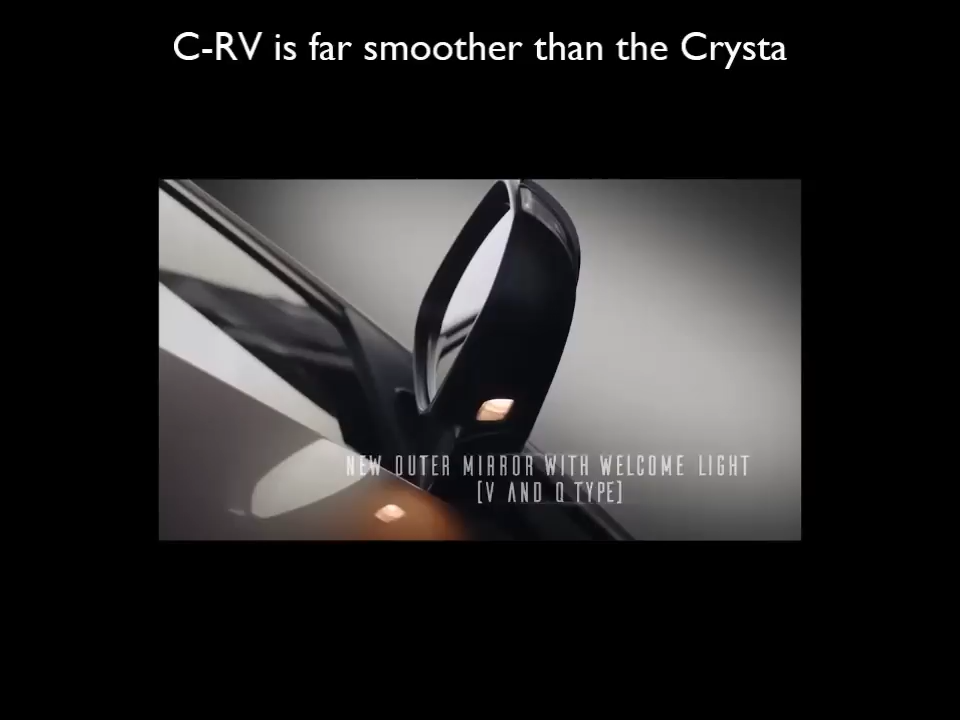 C-RV is far smoother than the Crysta
NEW OUTER MIRROR WITH WELCOME LIGHT
[V AND Q TYPE]